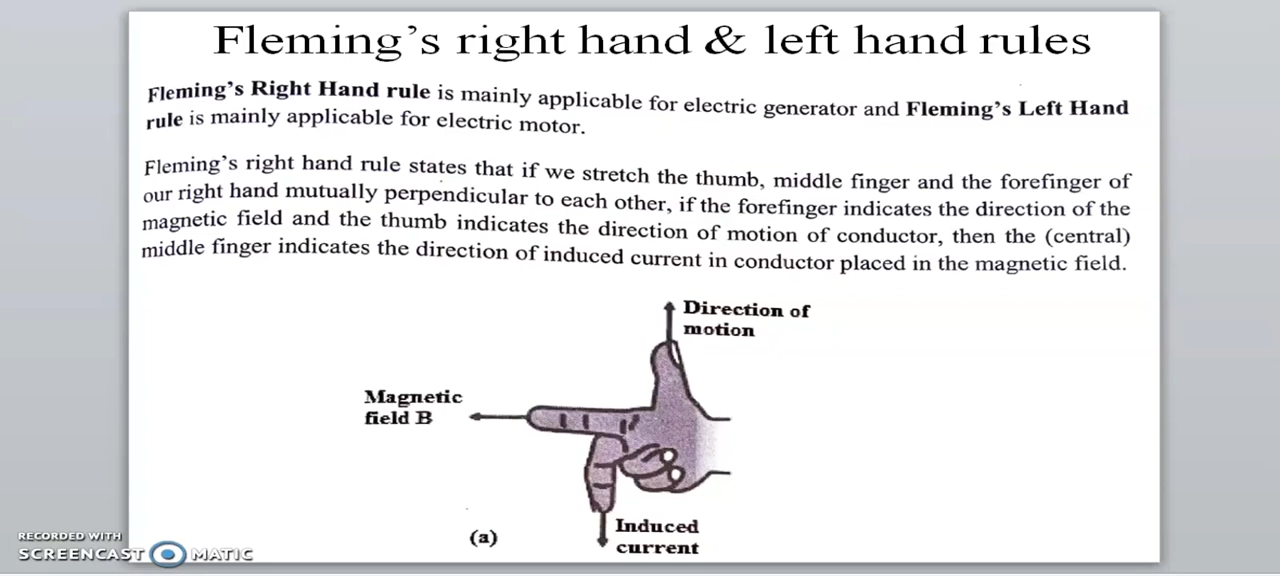 Fleming's right hand & left hand rules
Fleming's Right Hand rule is mainly applicable for electric generator and Fleming's Left Hand
rule is mainly applicable for electric motor.
Fleming's right hand rule states that if we stretch the thumb, middle finger and the forefinger of
our right hand mutually perpendicular to each other, if the forefinger indicates the direction of the
magnetic field and the thumb indicates the direction of motion of conductor, then the (central)
middle finger indicates the direction of induced current in conductor placed in the magnetic field.
Direction of
motion
Magnetic
field B
Induced
current
(a)
RECORDED WITH
SCREENCAST MATIC